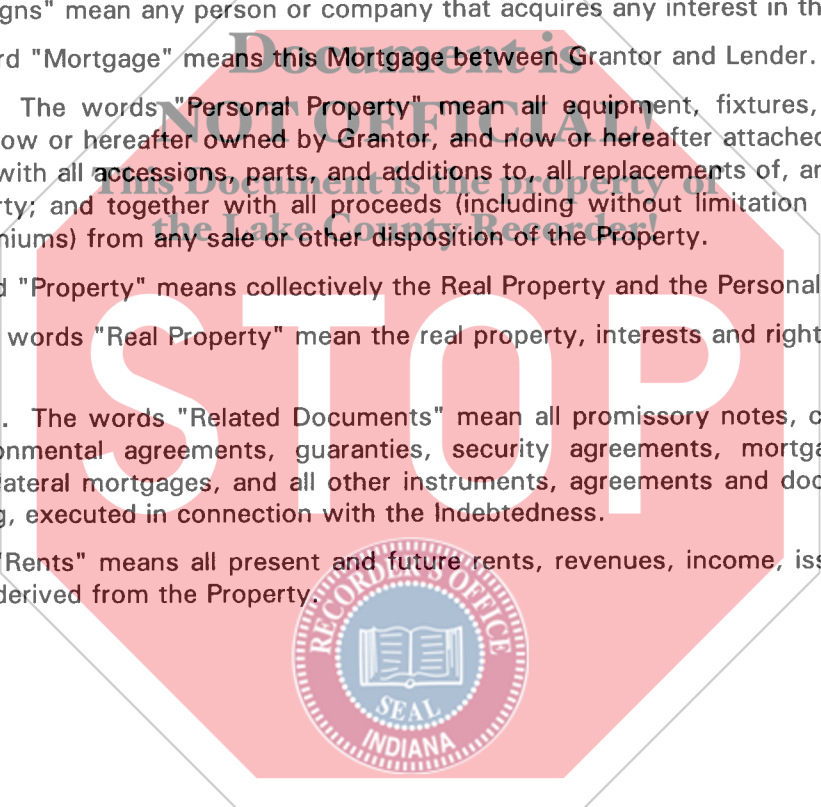 gns" mean any person or company that acquires any interest in th
rd "Mortgage" means this Mortgage between Grantor and Lender.
Document is
The words "Personal Property" mean all equipment, fixtures,
NOT OFFICIAL!
ow or hereafter owned by Grantor, and now or hereafter attached
with all accessions, parts, and additions to, all replacements of, an
This Document is the property of
rty; and together with all proceeds (including without limitation
niums) from any sale or other disposition of the Property.
the Lake County Recorder!
d "Property" means collectively the Real Property and the Personal
words "Real Property" mean the real property, interests and right
STOP
. The words "Related Documents" mean all promissory notes, c
onmental agreements, guaranties, security agreements, mortga
lateral mortgages, and all other instruments, agreements and doc
g, executed in connection with the Indebtedness.
"Rents" means all present and future rents, revenues, income, iss
derived from the Property.
RECORDER'S OFFICE
SEAL
INDIANA